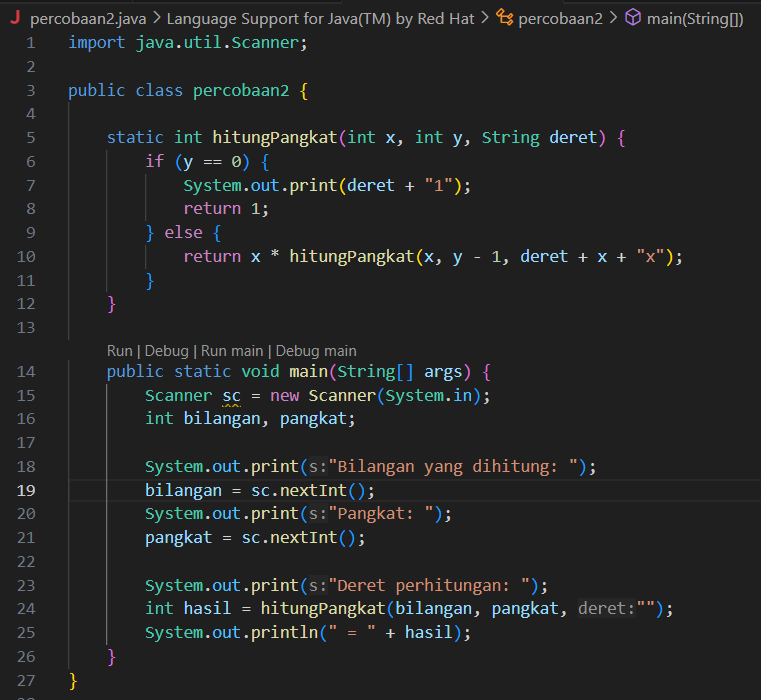 percobaan2.java > Language Support for Java(TM) by Red Hat > percobaan2 > main(String[])
1 import java.util.Scanner;
2
3 public class percobaan2 {
4
5 static int hitungPangkat(int x, int y, String deret) {
6 if (y == 0) {
7 System.out.print(deret + "1");
8 return 1;
9 } else {
10 return x * hitungPangkat(x, y - 1, deret + x + "x");
11 }
12 }
13
Run | Debug | Run main | Debug main
14 public static void main(String[] args) {
15 Scanner sc = new Scanner(System.in);
16 int bilangan, pangkat;
17
18 System.out.print(s:"Bilangan yang dihitung: ");
19 bilangan = sc.nextInt();
20 System.out.print(s:"Pangkat: ");
21 pangkat = sc.nextInt();
22
23 System.out.print(s:"Deret perhitungan: ");
24 int hasil = hitungPangkat(bilangan, pangkat, deret:"");
25 System.out.println(" = " + hasil);
26 }
27 }